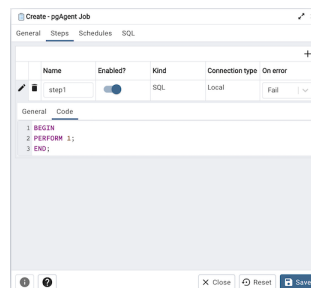 Create - pgAgent Job
General Steps Schedules SQL
Name Enabled? Kind Connection type On error
step1 SQL Local Fail
General Code
1 BEGIN
2 PERFORM 1;
3 END;
Close Reset Save